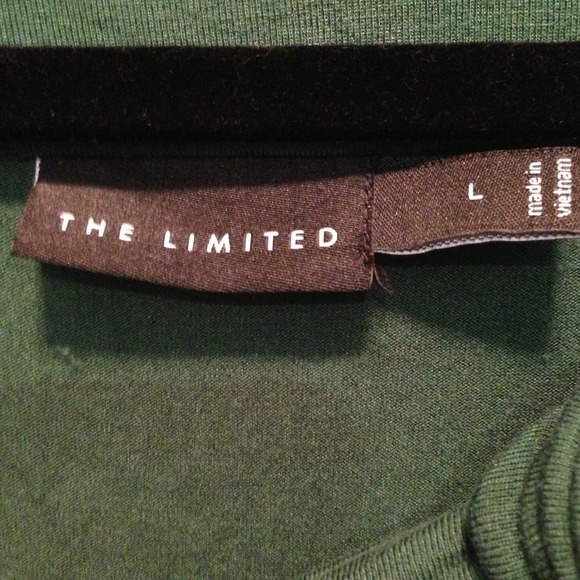 THE LIMITED
L
made in
vietnam